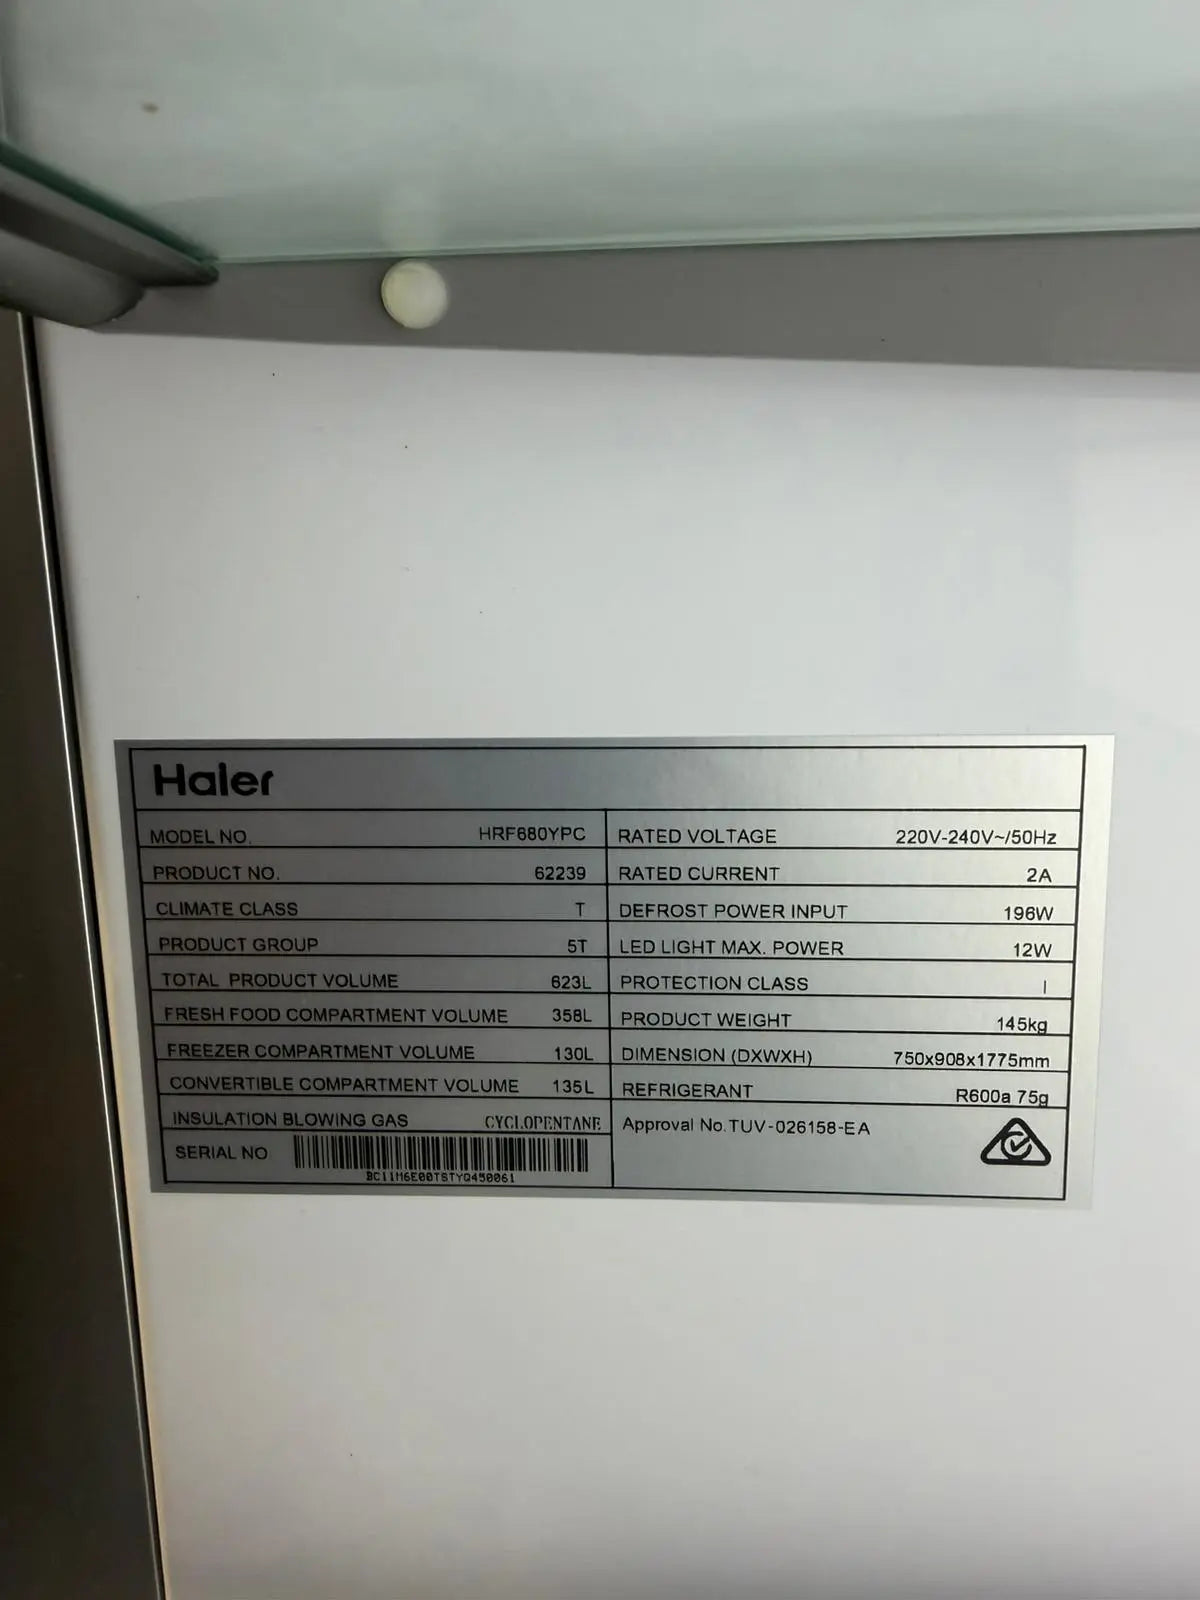 Haier
MODEL NO. HRF680YPC
PRODUCT NO. 62239
CLIMATE CLASS T
PRODUCT GROUP 5T
TOTAL PRODUCT VOLUME 623L
FRESH FOOD COMPARTMENT VOLUME 358L
FREEZER COMPARTMENT VOLUME 130L
CONVERTIBLE COMPARTMENT VOLUME 135L
INSULATION BLOWING GAS CYCLOPENTANE
SERIAL NO
BC11M6E00TSTYQ450061
RATED VOLTAGE 220V-240V~/50Hz
RATED CURRENT 2A
DEFROST POWER INPUT 196W
LED LIGHT MAX. POWER 12W
PROTECTION CLASS I
PRODUCT WEIGHT 145kg
DIMENSION (DXWXH) 750x908x1775mm
REFRIGERANT R600a 75g
Approval No.TUV-026158-EA